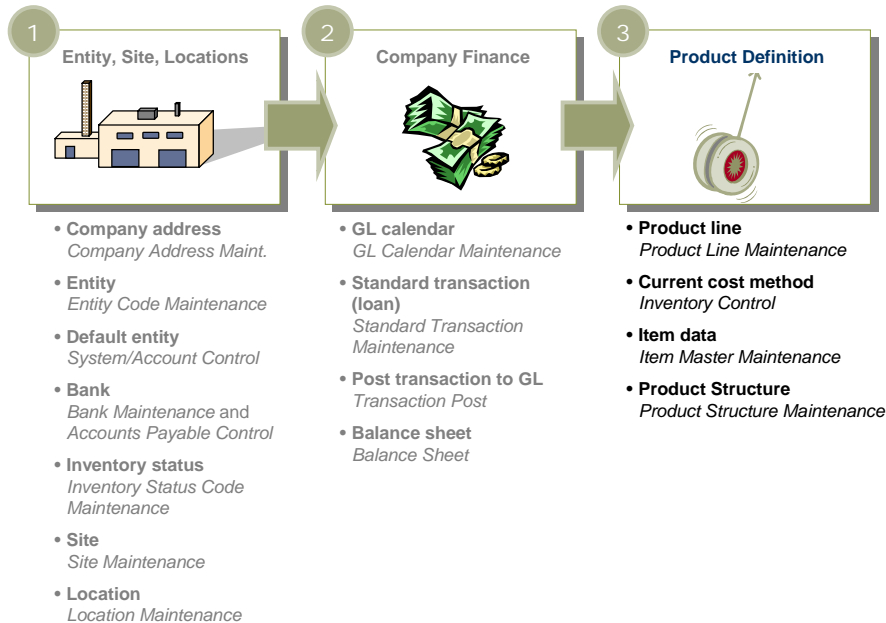 1
Entity, Site, Locations
• Company address
Company Address Maint.
• Entity
Entity Code Maintenance
• Default entity
System/Account Control
• Bank
Bank Maintenance and
Accounts Payable Control
• Inventory status
Inventory Status Code
Maintenance
• Site
Site Maintenance
• Location
Location Maintenance
2
Company Finance
• GL calendar
GL Calendar Maintenance
• Standard transaction
(loan)
Standard Transaction
Maintenance
• Post transaction to GL
Transaction Post
• Balance sheet
Balance Sheet
3
Product Definition
• Product line
Product Line Maintenance
• Current cost method
Inventory Control
• Item data
Item Master Maintenance
• Product Structure
Product Structure Maintenance